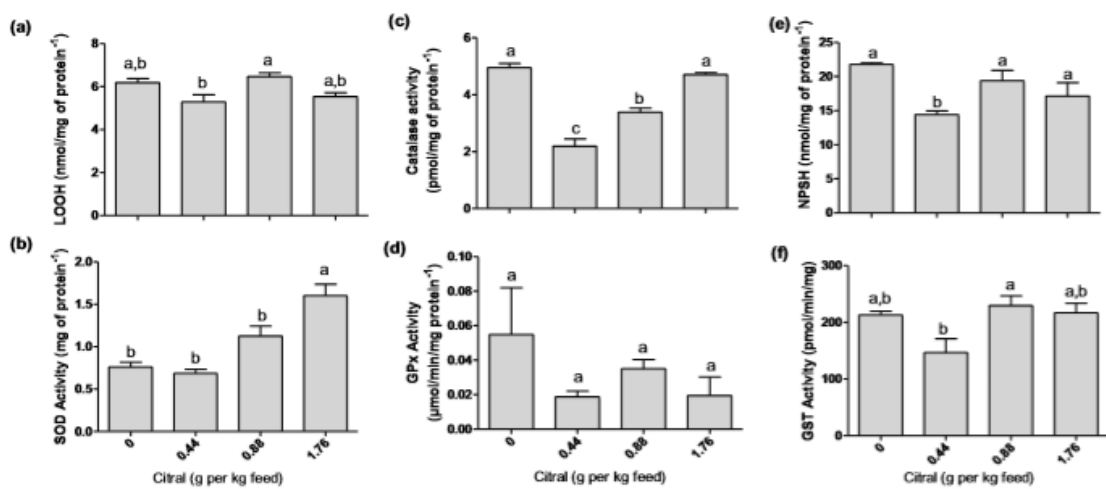 (a)
LOOH (nmol/mg of protein⁻¹)
8
6
4
2
0
a,b
b
a
a,b
(b)
SOD Activity (mg of protein⁻¹)
2.0
1.5
1.0
0.5
0.0
b
b
b
a
0
0.44
0.88
1.76
Citral (g per kg feed)
(c)
Catalase activity
(pmol/mg of protein⁻¹)
6
4
2
0
a
c
b
a
(d)
GPx Activity
(µmol/min/mg protein⁻¹)
0.10
0.08
0.06
0.04
0.02
0.00
a
a
a
a
0
0.44
0.88
1.76
Citral (g per kg feed)
(e)
NPSH (nmol/mg of protein⁻¹)
25
20
15
10
5
0
a
b
a
a
(f)
GST Activity (pmol/min/mg)
300
200
100
0
a,b
b
a
a,b
0
0.44
0.88
1.76
Citral (g per kg feed)